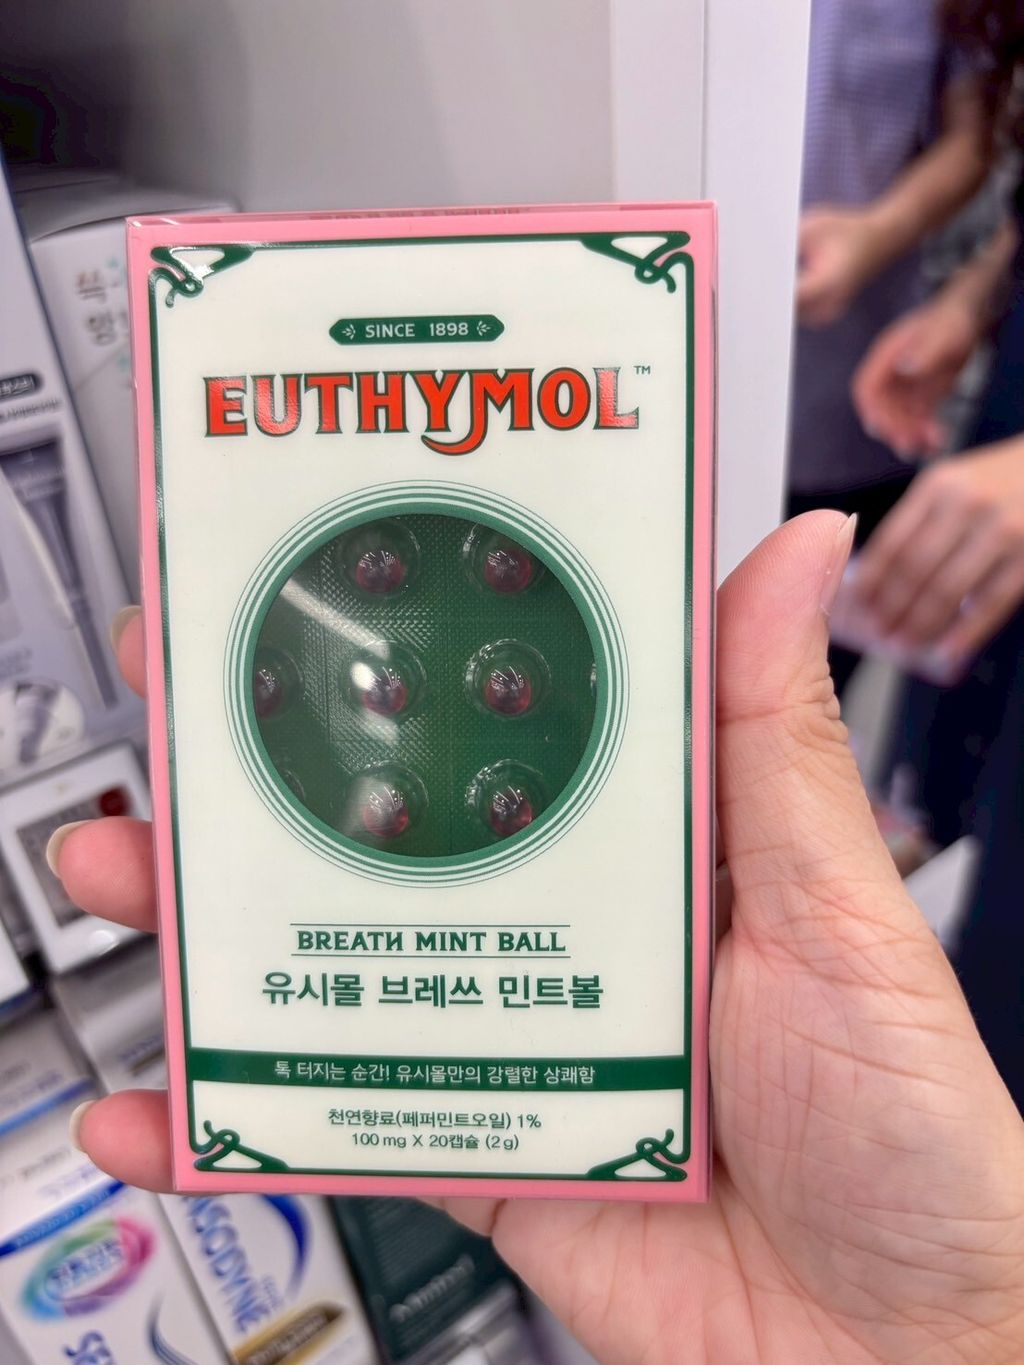 SINCE 1898
EUTHYMOL™
BREATH MINT BALL
유시몰 브레쓰 민트볼
톡 터지는 순간! 유시몰만의 강렬한 상쾌함
천연향료(페퍼민트오일) 1%
100 mg X 20캡슐 (2 g)